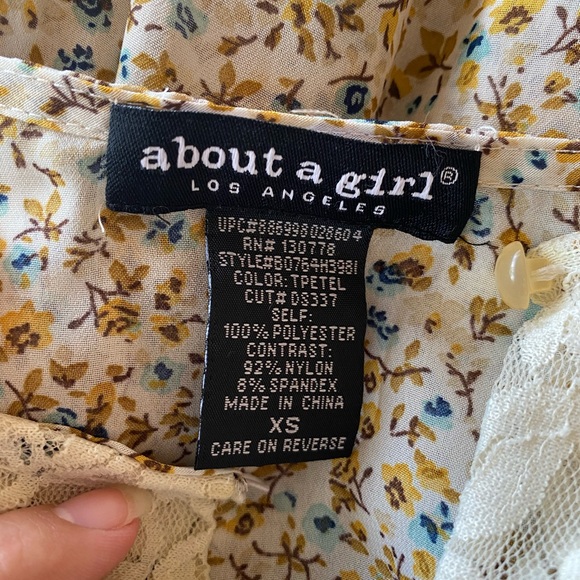 about a girl®
LOS ANGELES
UPC#886998028604
RN# 130778
STYLE#B0764H3981
COLOR: TPETEL
CUT# DS337
SELF:
100% POLYESTER
CONTRAST:
92% NYLON
8% SPANDEX
MADE IN CHINA
XS
CARE ON REVERSE